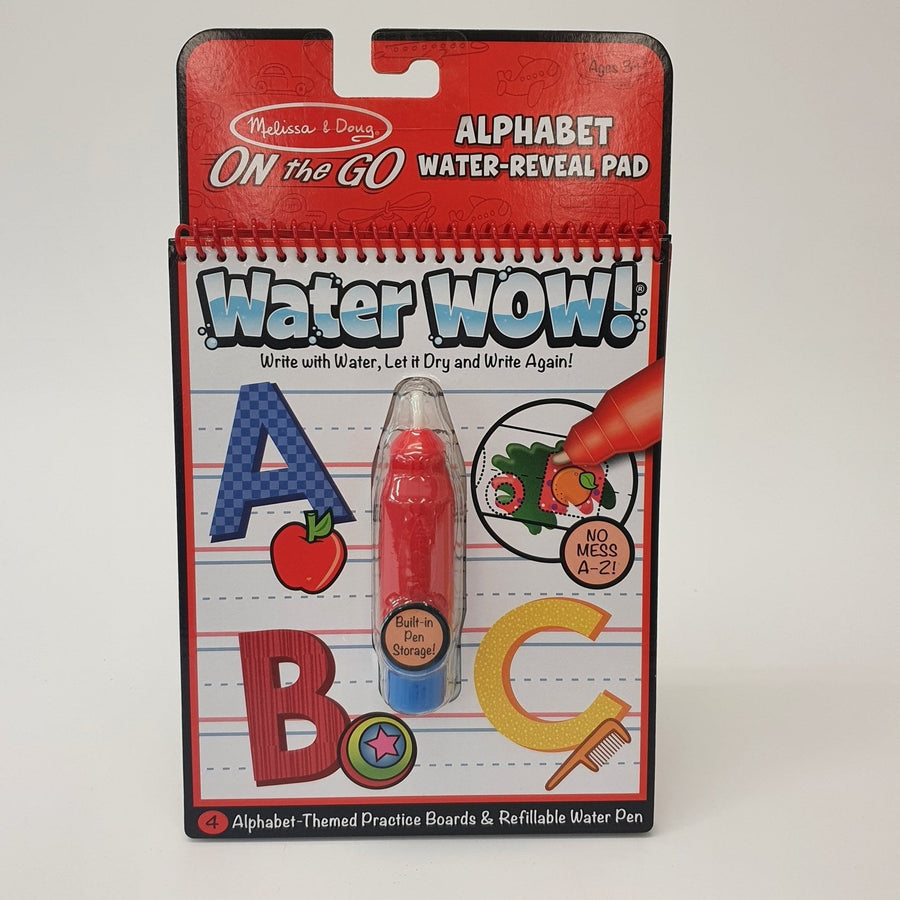 Ages 3+
Melissa & Doug®
ON the GO
ALPHABET
WATER-REVEAL PAD
Water WOW!®
Write with Water, Let it Dry and Write Again!
A
NO
MESS
A-Z!
Built-in
Pen
Storage!
B
C
4 Alphabet-Themed Practice Boards & Refillable Water Pen